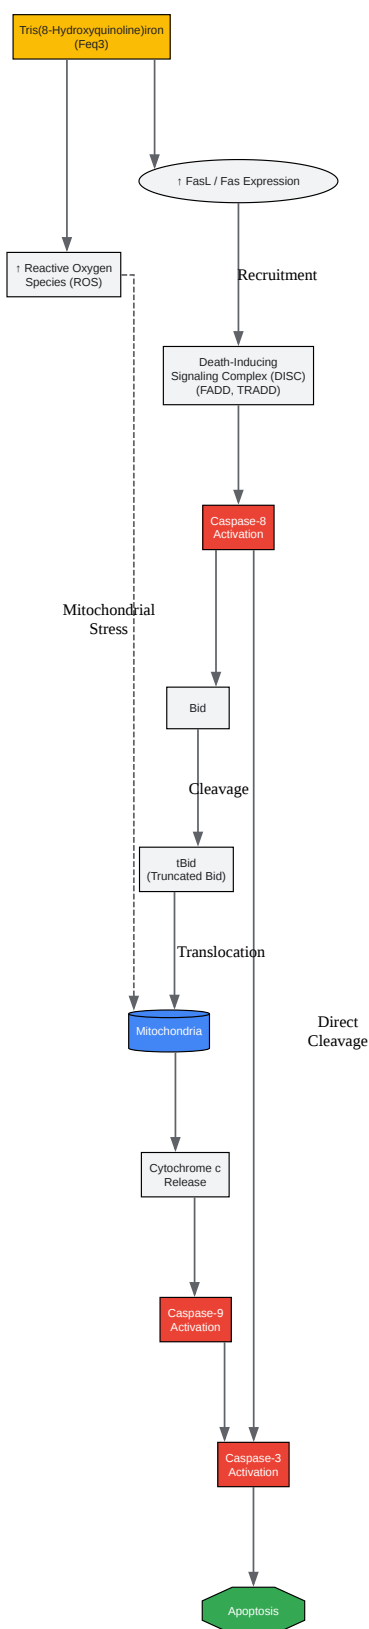 Tris(8-Hydroxyquinoline)iron
(Feq3)
↑ FasL / Fas Expression
↑ Reactive Oxygen
Species (ROS)
Recruitment
Death-Inducing
Signaling Complex (DISC)
(FADD, TRADD)
Caspase-8
Activation
Mitochondrial
Stress
Bid
Cleavage
tBid
(Truncated Bid)
Translocation
Mitochondria
Direct
Cleavage
Cytochrome c
Release
Caspase-9
Activation
Caspase-3
Activation
Apoptosis